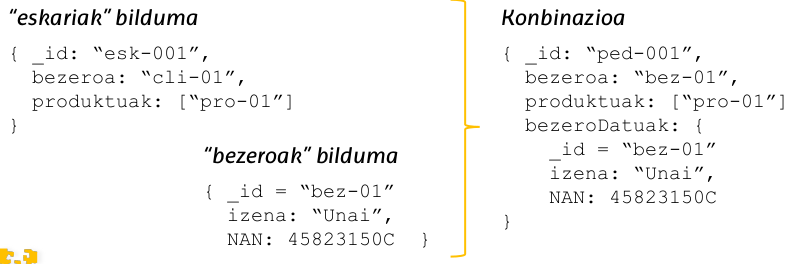 “eskariak” bilduma
{ _id: “esk-001”,
bezeroa: “cli-01”,
produktuak: [“pro-01”]
}
“bezeroak” bilduma
{ _id = “bez-01”
izena: “Unai”,
NAN: 45823150C }
Konbinazioa
{ _id: “ped-001”,
bezeroa: “bez-01”,
produktuak: [“pro-01”]
bezeroDatuak: {
_id = “bez-01”
izena: “Unai”,
NAN: 45823150C
}